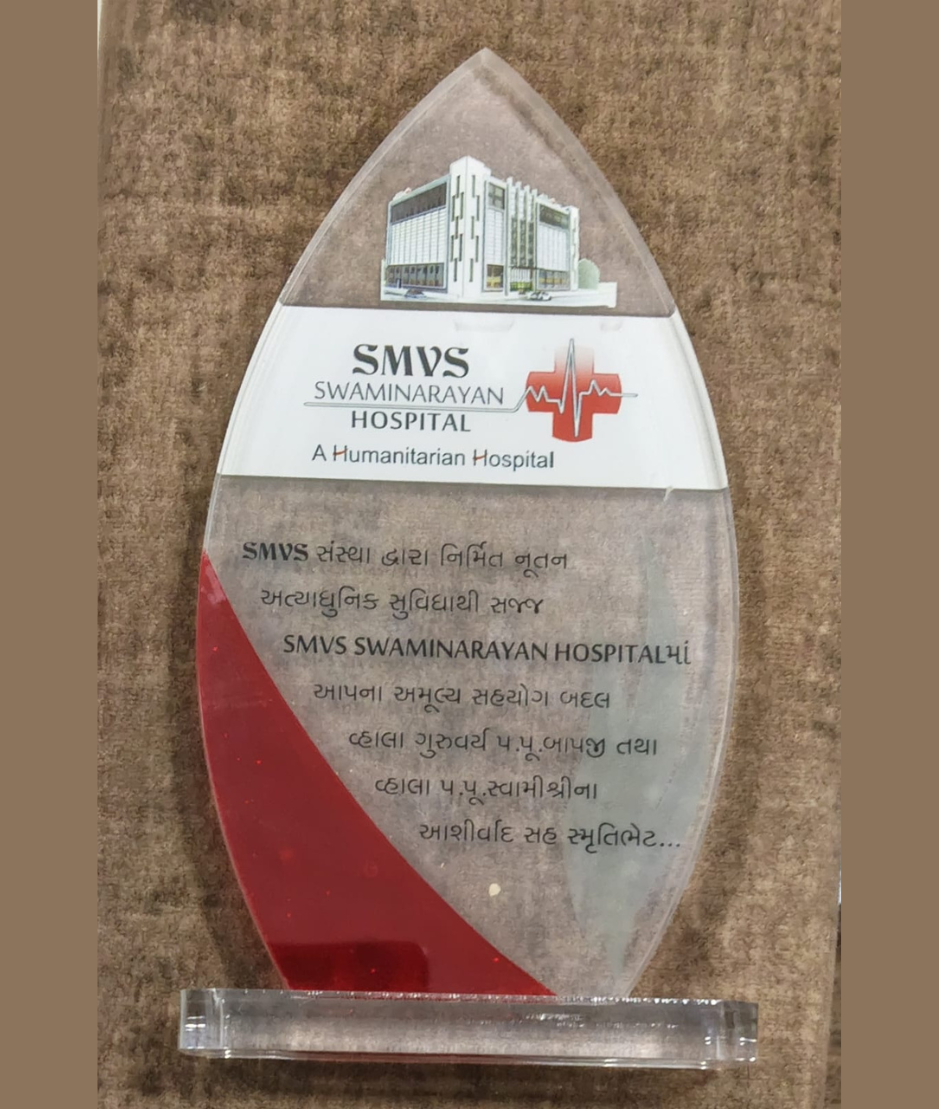 SMVS
SWAMINARAYAN
HOSPITAL
A Humanitarian Hospital
SMVS સંસ્થા દ્વારા નિર્મિત નૂતન
અત્યાધુનિક સુવિધાથી સજ્જ
SMVS SWAMINARAYAN HOSPITALમાં
આપના અમૂલ્ય સહયોગ બદલ
વ્હાલા ગુરુવર્ય પ.પૂ.બાપજી તથા
વ્હાલા પ.પૂ.સ્વામીશ્રીના
આશીર્વાદ સહ સ્મૃતિભેટ...